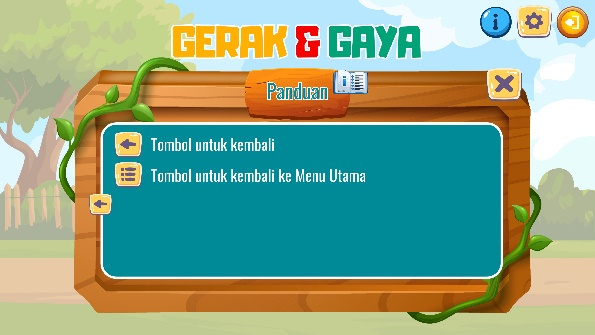 GERAK & GAYA
Panduan
Tombol untuk kembali
Tombol untuk kembali ke Menu Utama